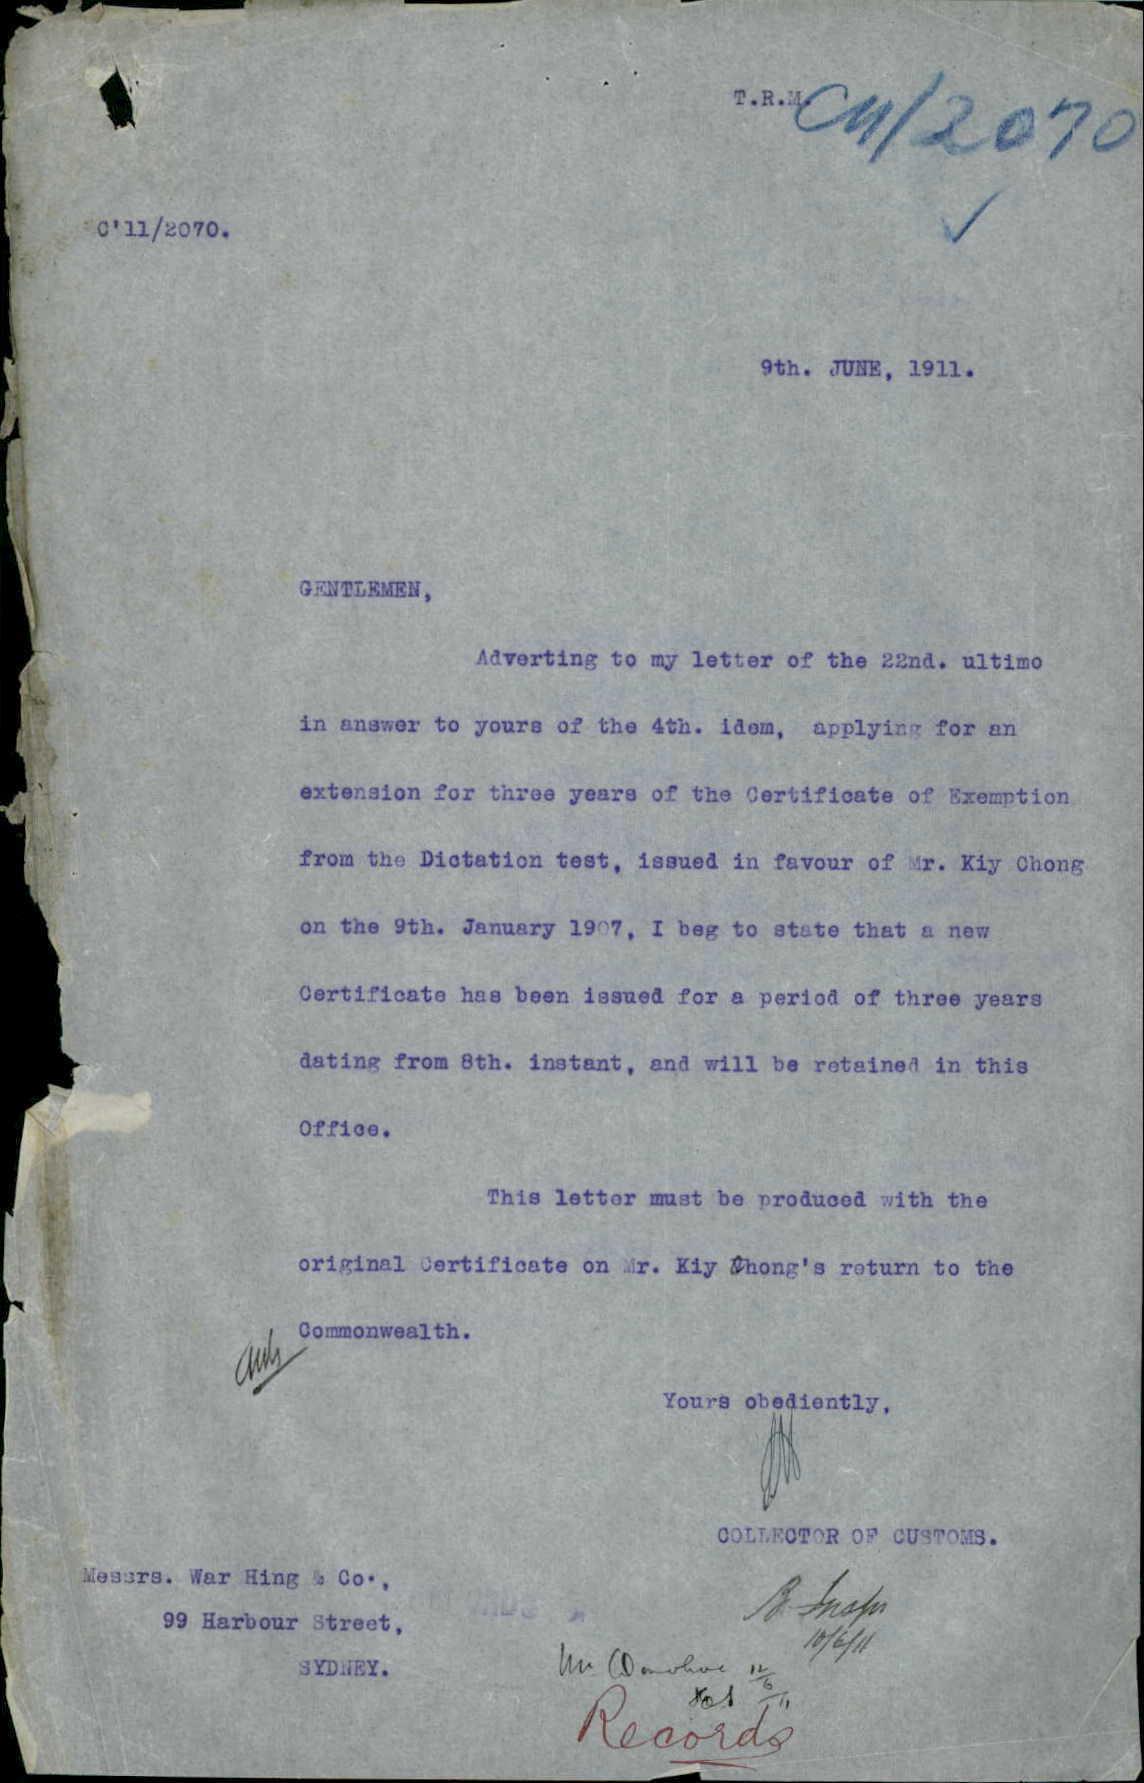 T.R.M.
C11/2070
C'11/2070.
9th. JUNE, 1911.
GENTLEMEN,
Adverting to my letter of the 22nd. ultimo
in answer to yours of the 4th. idem, applying for an
extension for three years of the Certificate of Exemption
from the Dictation test, issued in favour of Mr. Kiy Chong
on the 9th. January 1907, I beg to state that a new
Certificate has been issued for a period of three years
dating from 8th. instant, and will be retained in this
Office.
This letter must be produced with the
original Certificate on Mr. Kiy Chong's return to the
Commonwealth.
Yours obediently,
COLLECTOR OF CUSTOMS.
Messrs. War Hing & Co.,
99 Harbour Street,
SYDNEY.
10/6/11
Mr Donohoe 12/6/11
Records